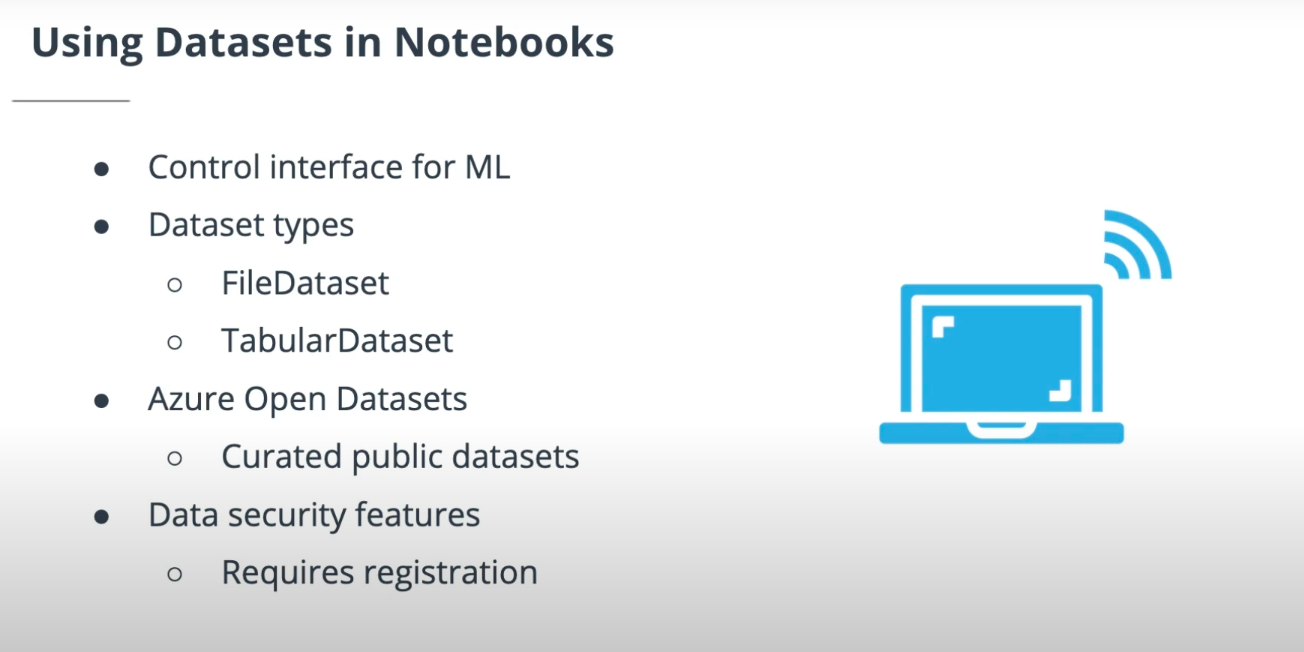 Using Datasets in Notebooks
● Control interface for ML
● Dataset types
○ FileDataset
○ TabularDataset
● Azure Open Datasets
○ Curated public datasets
● Data security features
○ Requires registration